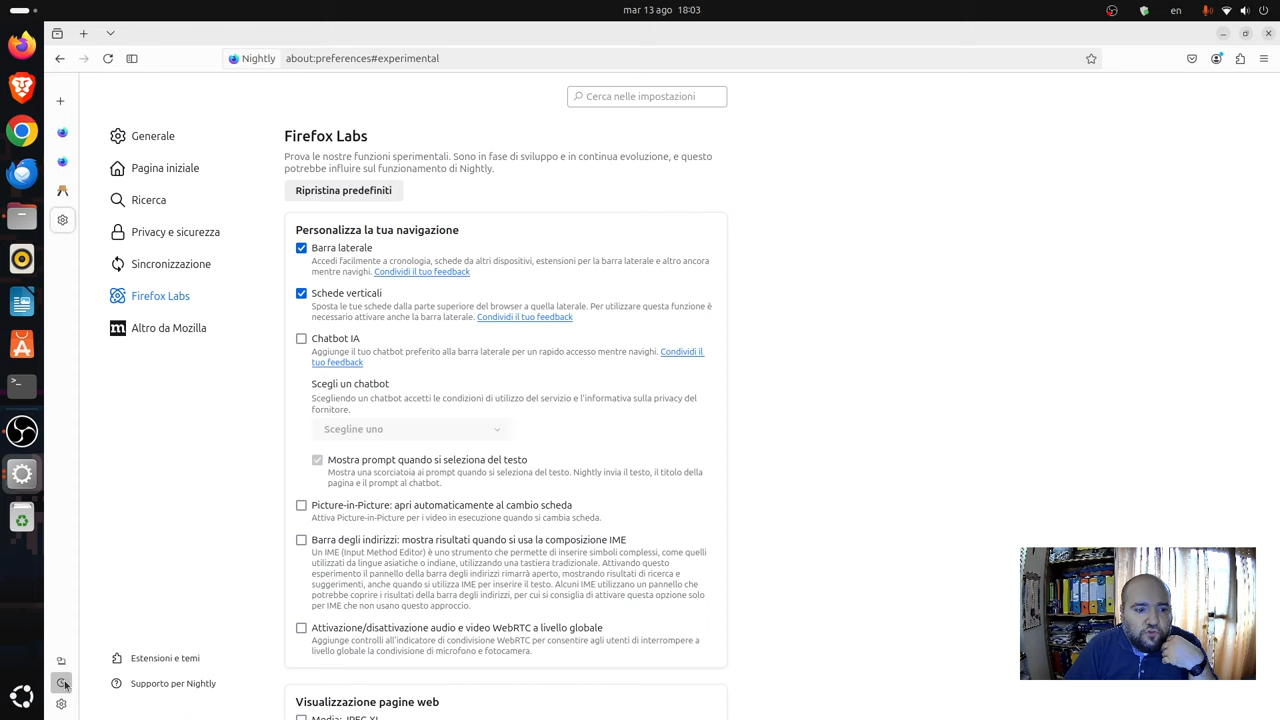 mar 13 ago 18:03
en
Nightly
about:preferences#experimental
Cerca nelle impostazioni
Generale
Pagina iniziale
Ricerca
Privacy e sicurezza
Sincronizzazione
Firefox Labs
Altro da Mozilla
Estensioni e temi
Supporto per Nightly
Firefox Labs
Prova le nostre funzioni sperimentali. Sono in fase di sviluppo e in continua evoluzione, e questo
potrebbe influire sul funzionamento di Nightly.
Ripristina predefiniti
Personalizza la tua navigazione
Barra laterale
Accedi facilmente a cronologia, schede da altri dispositivi, estensioni per la barra laterale e altro ancora
mentre navighi. Condividi il tuo feedback
Schede verticali
Sposta le tue schede dalla parte superiore del browser a quella laterale. Per utilizzare questa funzione è
necessario attivare anche la barra laterale. Condividi il tuo feedback
Chatbot IA
Aggiunge il tuo chatbot preferito alla barra laterale per un rapido accesso mentre navighi. Condividi il
tuo feedback
Scegli un chatbot
Scegliendo un chatbot accetti le condizioni di utilizzo del servizio e l'informativa sulla privacy del
fornitore.
Scegline uno
Mostra prompt quando si seleziona del testo
Mostra una scorciatoia ai prompt quando si seleziona del testo. Nightly invia il testo, il titolo della
pagina e il prompt al chatbot.
Picture-in-Picture: apri automaticamente al cambio scheda
Attiva Picture-in-Picture per i video in esecuzione quando si cambia scheda.
Barra degli indirizzi: mostra risultati quando si usa la composizione IME
Un IME (Input Method Editor) è uno strumento che permette di inserire simboli complessi, come quelli
utilizzati da lingue asiatiche o indiane, utilizzando una tastiera tradizionale. Attivando questo
esperimento il pannello della barra degli indirizzi rimarrà aperto, mostrando risultati di ricerca e
suggerimenti, anche quando si utilizza IME per inserire il testo. Alcuni IME utilizzano un pannello che
potrebbe coprire i risultati della barra degli indirizzi, per cui si consiglia di attivare questa opzione solo
per IME che non usano questo approccio.
Attivazione/disattivazione audio e video WebRTC a livello globale
Aggiunge controlli all'indicatore di condivisione WebRTC per consentire agli utenti di interrompere a
livello globale la condivisione di microfono e fotocamera.
Visualizzazione pagine web
Media: JPEG XL